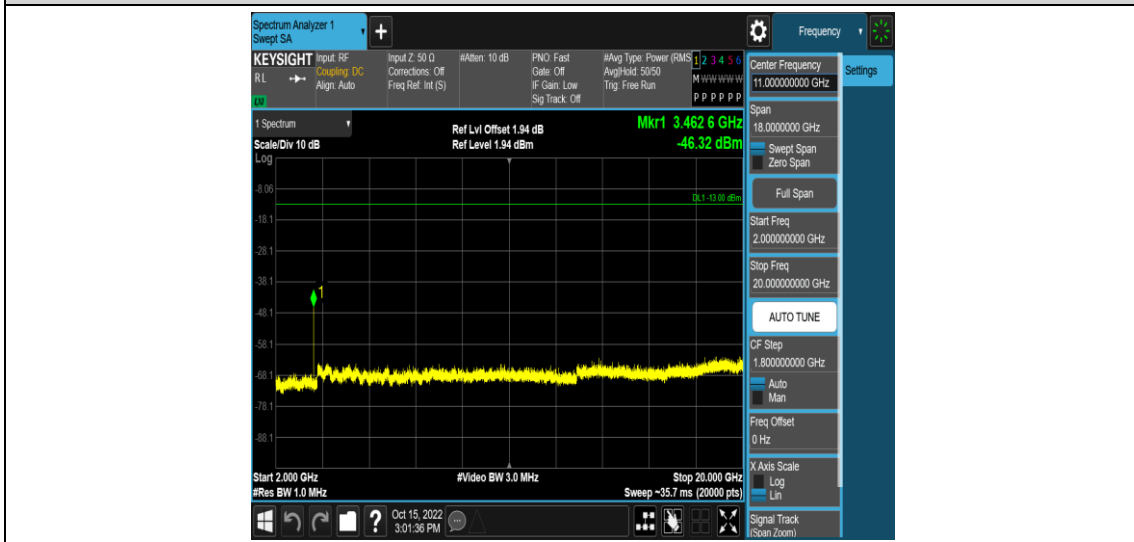 Spectrum Analyzer 1
Swept SA
+
Frequency
KEYSIGHT
RL
LM
Input: RF
Coupling: DC
Align: Auto
Input Z: 50 Ω
Corrections: Off
Freq Ref: Int (S)
#Atten: 10 dB
PNO: Fast
Gate: Off
IF Gain: Low
Sig Track: Off
#Avg Type: Power (RMS
Avg|Hold: 50/50
Trig: Free Run
1 2 3 4 5 6
M W W W W W
P P P P P P
Center Frequency
11.000000000 GHz
Settings
1 Spectrum
Scale/Div 10 dB
Ref Lvl Offset 1.94 dB
Ref Level 1.94 dBm
Mkr1 3.462 6 GHz
-46.32 dBm
Log
-8.06
-18.1
-28.1
-38.1
-48.1
-58.1
-68.1
-78.1
-88.1
DL1 -13.00 dBm
1
Start 2.000 GHz
#Res BW 1.0 MHz
#Video BW 3.0 MHz
Stop 20.000 GHz
Sweep ~35.7 ms (20000 pts)
Span
18.0000000 GHz
Swept Span
Zero Span
Full Span
Start Freq
2.000000000 GHz
Stop Freq
20.000000000 GHz
AUTO TUNE
CF Step
1.800000000 GHz
Auto
Man
Freq Offset
0 Hz
X Axis Scale
Log
Lin
Signal Track
(Span Zoom)
?
Oct 15, 2022
3:01:36 PM